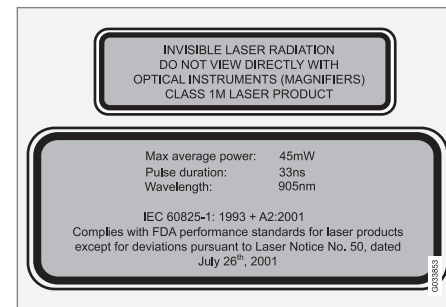 INVISIBLE LASER RADIATION
DO NOT VIEW DIRECTLY WITH
OPTICAL INSTRUMENTS (MAGNIFIERS)
CLASS 1M LASER PRODUCT
Max average power: 45mW
Pulse duration: 33ns
Wavelength: 905nm
IEC 60825-1: 1993 + A2:2001
Complies with FDA performance standards for laser products
except for deviations pursuant to Laser Notice No. 50, dated
July 26th, 2001
G033853